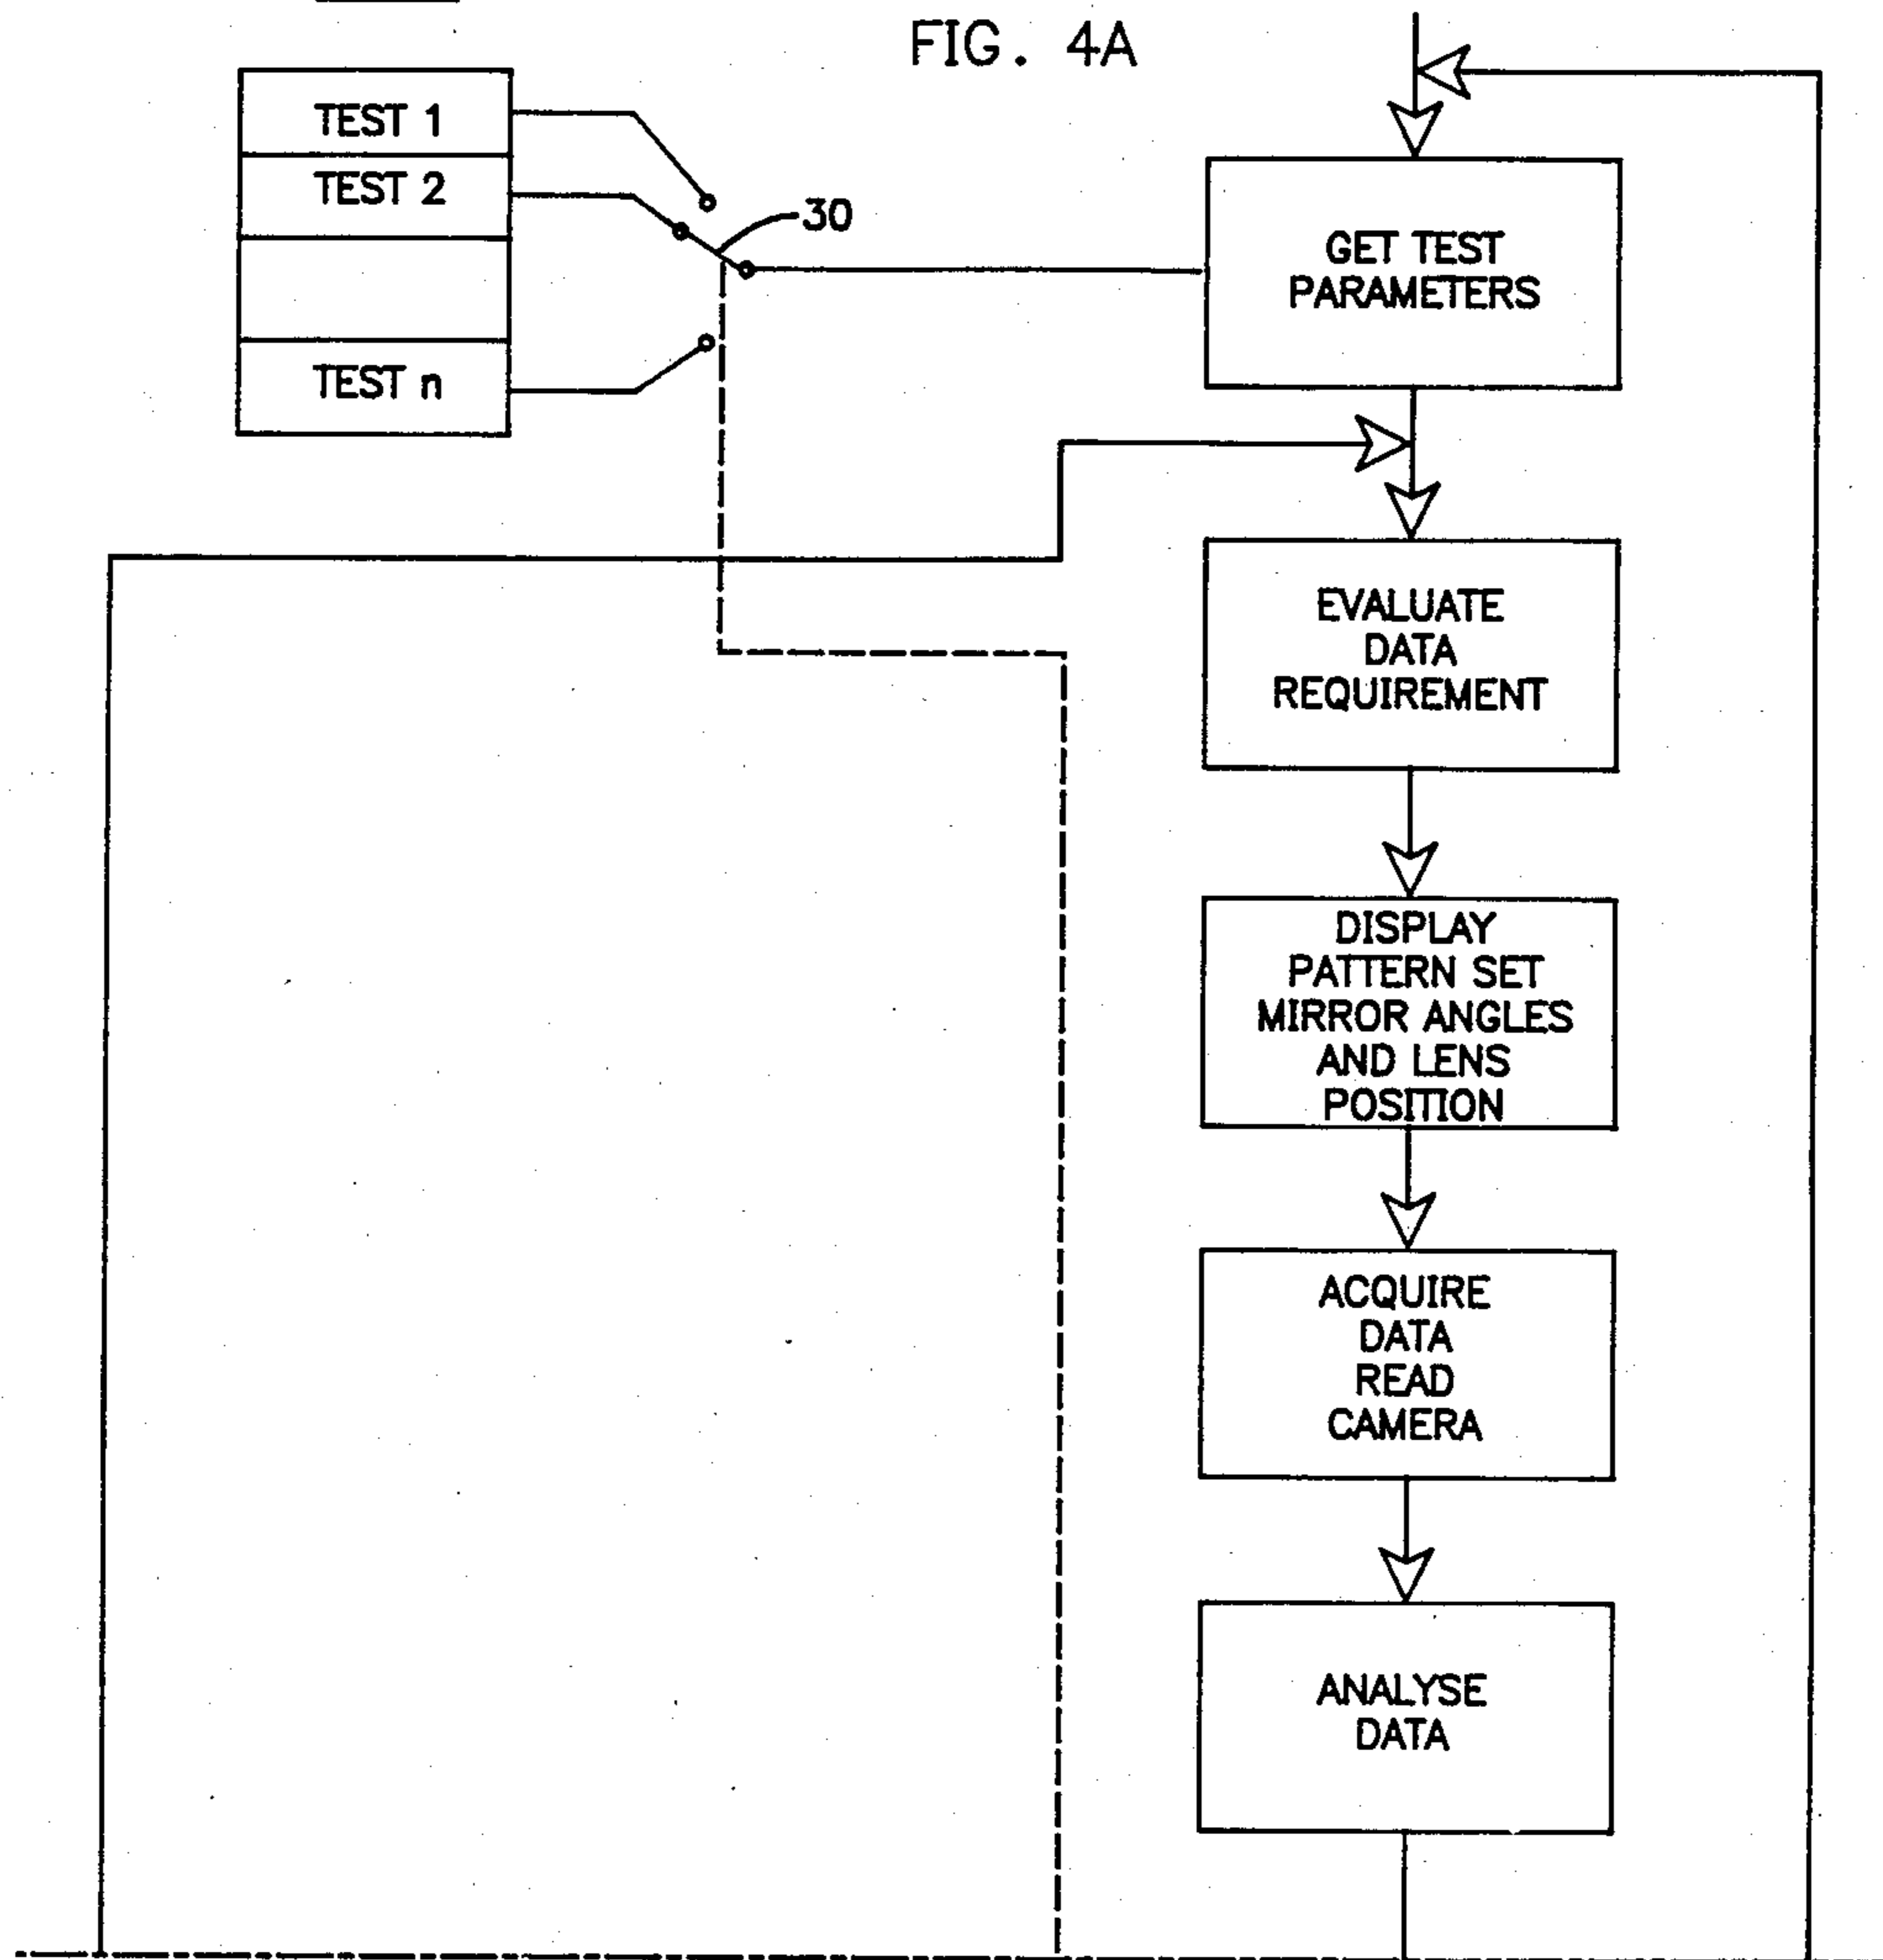 FIG. 4A
TEST 1
TEST 2
TEST n
30
GET TEST
PARAMETERS
EVALUATE
DATA
REQUIREMENT
DISPLAY
PATTERN SET
MIRROR ANGLES
AND LENS
POSITION
ACQUIRE
DATA
READ
CAMERA
ANALYSE
DATA